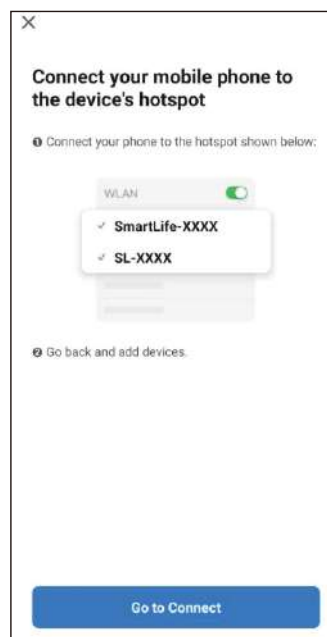 Connect your mobile phone to
the device's hotspot
❶ Connect your phone to the hotspot shown below:
WLAN
SmartLife-XXXX
SL-XXXX
❷ Go back and add devices.
Go to Connect